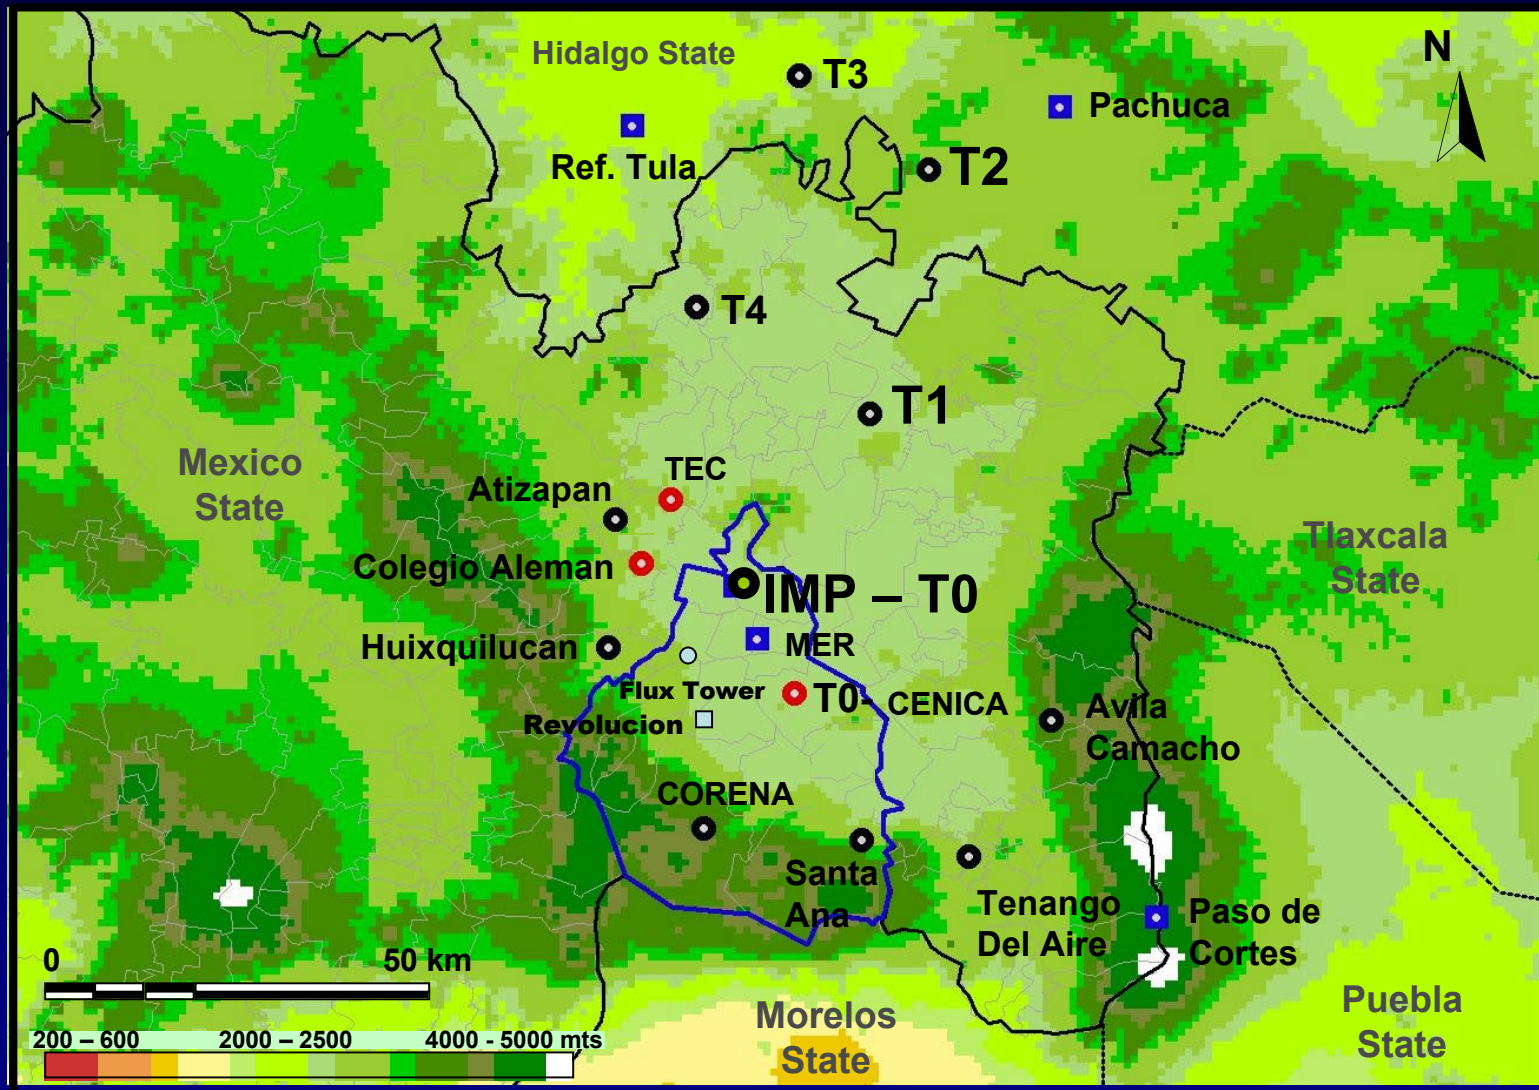 Hidalgo State
N
T3
Pachuca
Ref. Tula
T2
T4
T1
Mexico
State
TEC
Atizapan
Tlaxcala
State
Colegio Aleman
IMP – T0
Huixquilucan
MER
Flux Tower
T0- CENICA
Revolucion
Avila
Camacho
CORENA
Santa
Ana
Tenango
Del Aire
Paso de
Cortes
0 50 km
Puebla
State
Morelos
State
200 – 600 2000 – 2500 4000 - 5000 mts